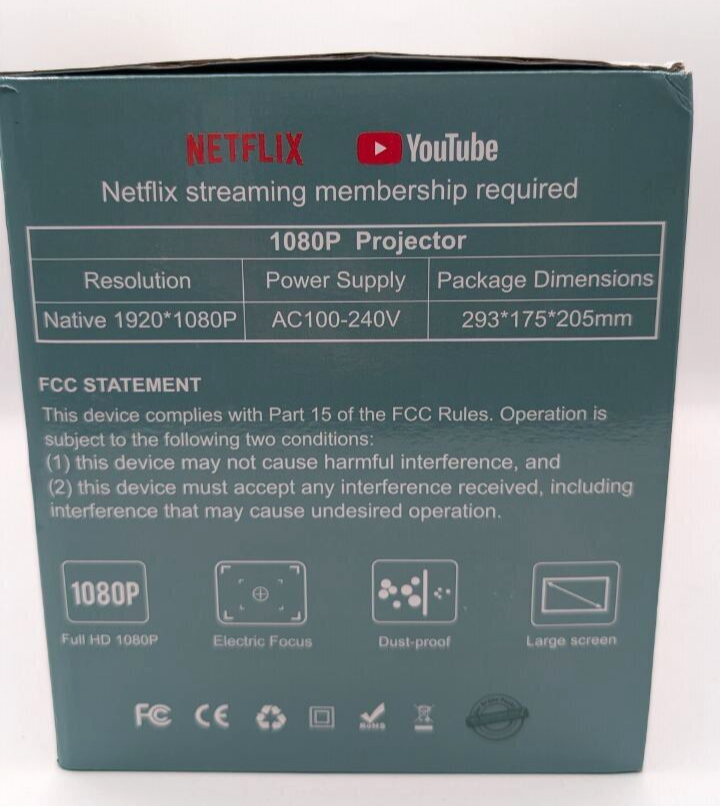 NETFLIX YouTube
Netflix streaming membership required
1080P Projector
Resolution Power Supply Package Dimensions
Native 1920*1080P AC100-240V 293*175*205mm
FCC STATEMENT
This device complies with Part 15 of the FCC Rules. Operation is
subject to the following two conditions:
(1) this device may not cause harmful interference, and
(2) this device must accept any interference received, including
interference that may cause undesired operation.
1080P
Full HD 1080P Electric Focus Dust-proof Large screen
FC CE RoHS